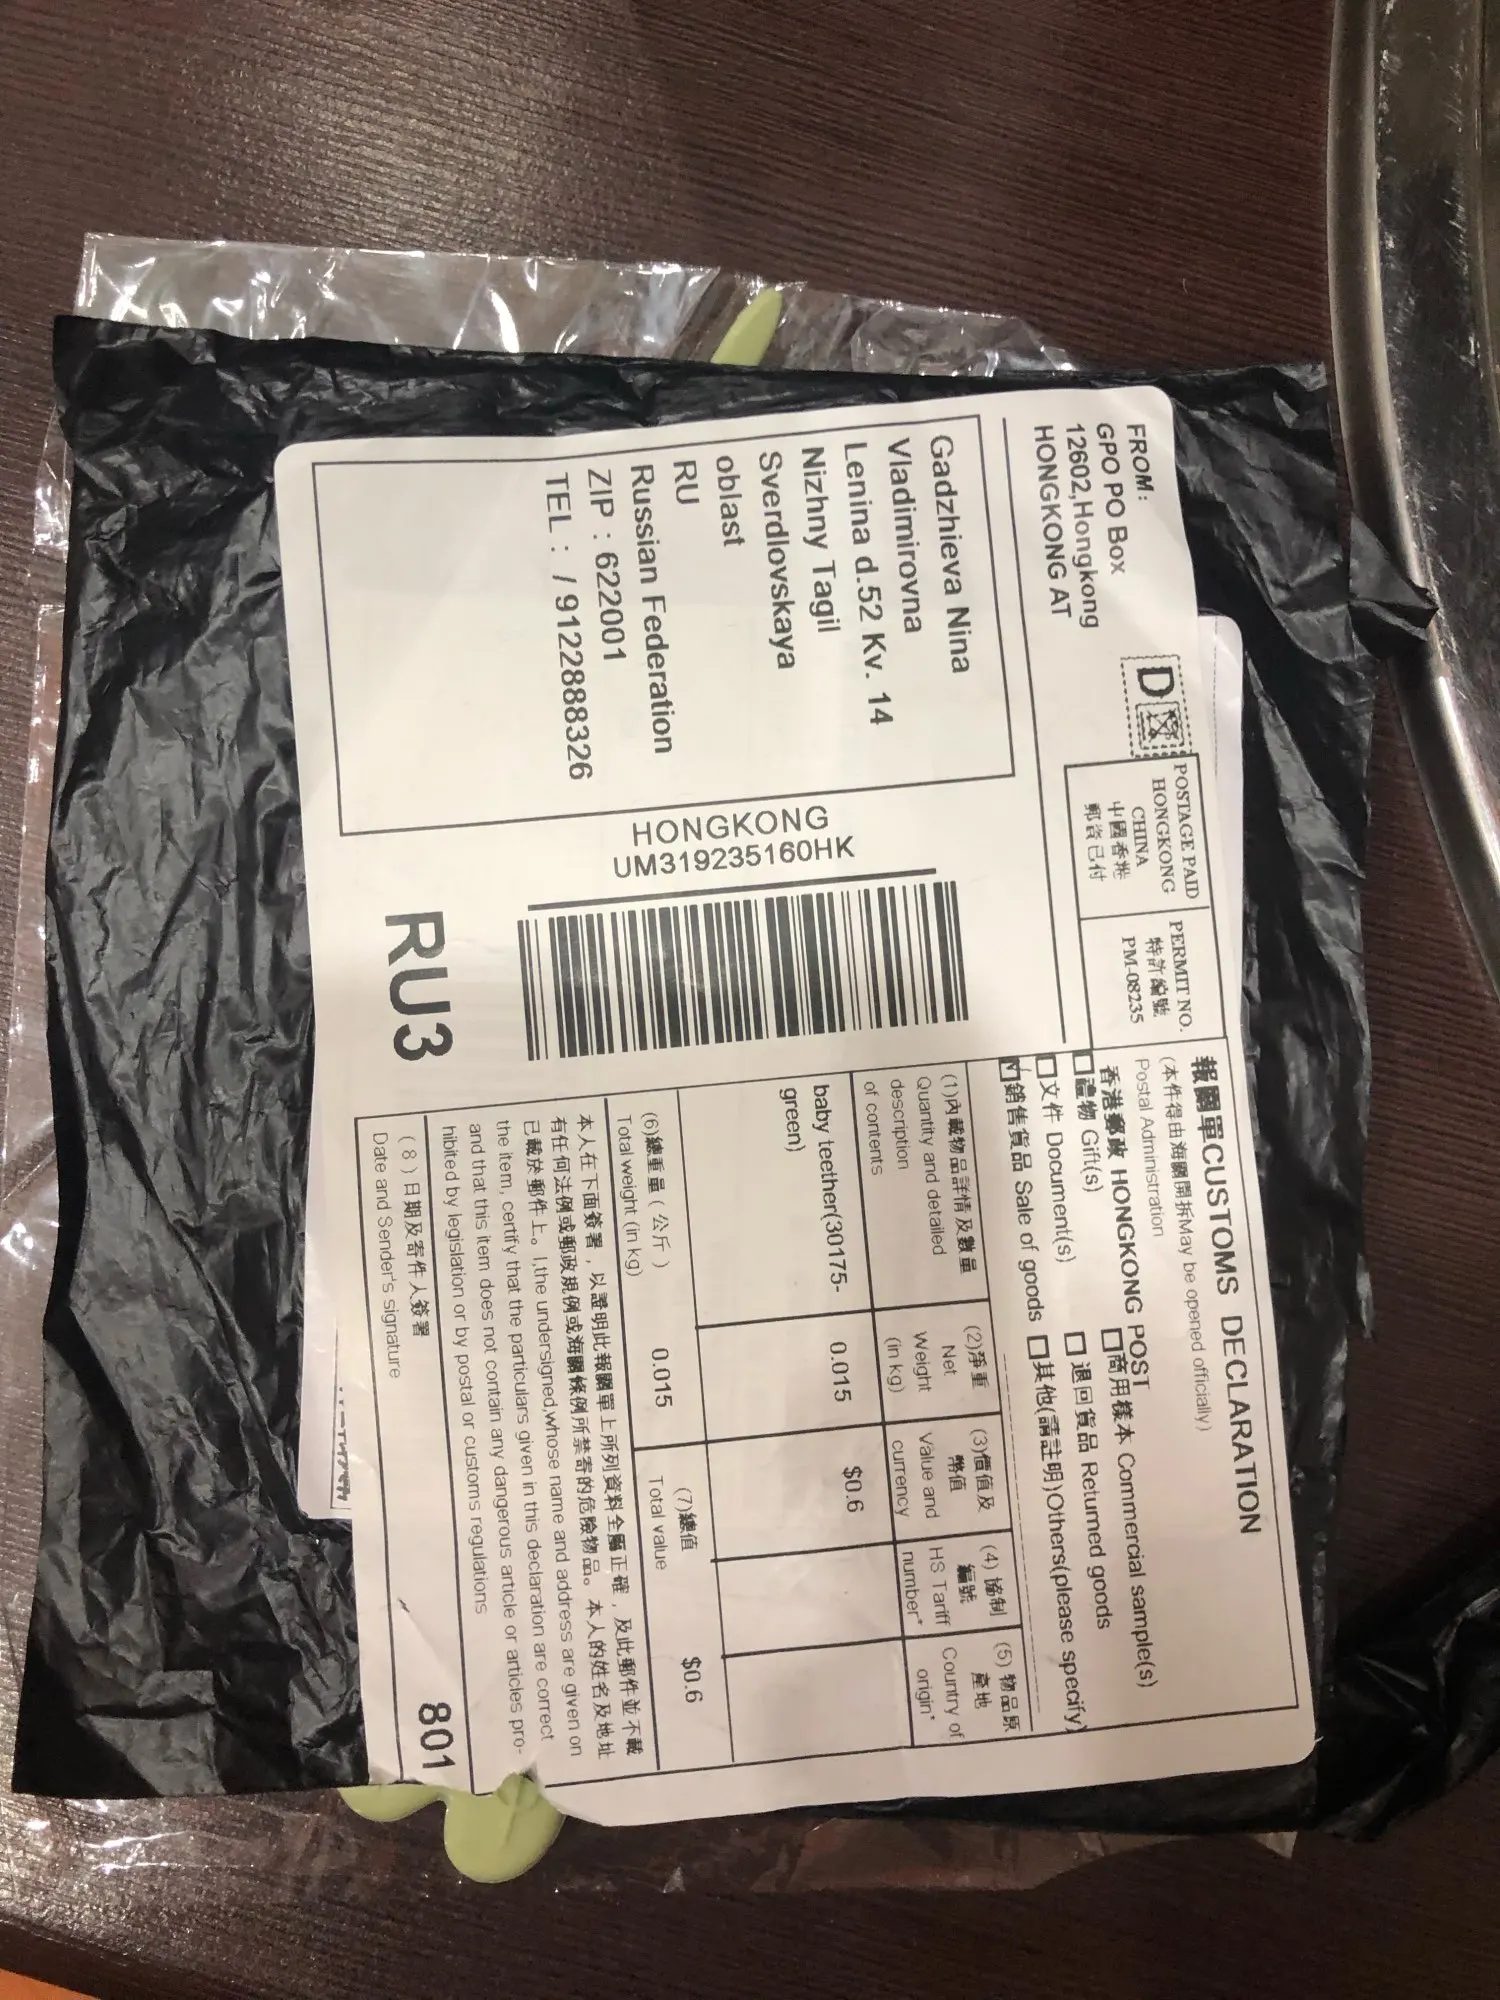 FROM:
GPO PO Box
12602,Hongkong
HONGKONG AT
D
POSTAGE PAID
HONGKONG
CHINA
中國香港
郵資已付
PERMIT NO.
特許編號
PM-08235
Gadzhieva Nina
Vladimirovna
Lenina d.52 Kv. 14
Nizhny Tagil
Sverdlovskaya
oblast
RU
Russian Federation
ZIP : 622001
TEL : / 9122888326
HONGKONG
UM319235160HK
RU3
報關單CUSTOMS DECLARATION
(本件得由海關開拆May be opened officially)
Postal Administration
香港郵政 HONGKONG POST
禮物 Gift(s)
商用樣本 Commercial sample(s)
文件 Document(s)
退回貨品 Returned goods
銷售貨品 Sale of goods
其他(請註明)Others(please specify)
(1)內載物品詳情及數量
Quantity and detailed
description
of contents
(2)淨重
Net
Weight
(in kg)
(3)價值及
幣值
Value and
currency
(4) 協制
編號
HS Tariff
number*
(5) 物品原
產地
Country of
origin*
baby teether(30175-
green)
0.015
$0.6
(6)總重量 ( 公斤 )
Total weight (in kg)
0.015
(7)總值
Total value
$0.6
本人在下面簽署 , 以證明此報關單上所列資料全屬正確 , 及此郵件並不載
有任何法例或郵政規例或海關條例所禁寄的危險物品。本人的姓名及地址
已載於郵件上。I,the undersigned,whose name and address are given on
the item, certify that the particulars given in this declaration are correct
and that this item does not contain any dangerous article or articles pro-
hibited by legislation or by postal or customs regulations
( 8 ) 日期及寄件人簽署
Date and Sender's signature
801